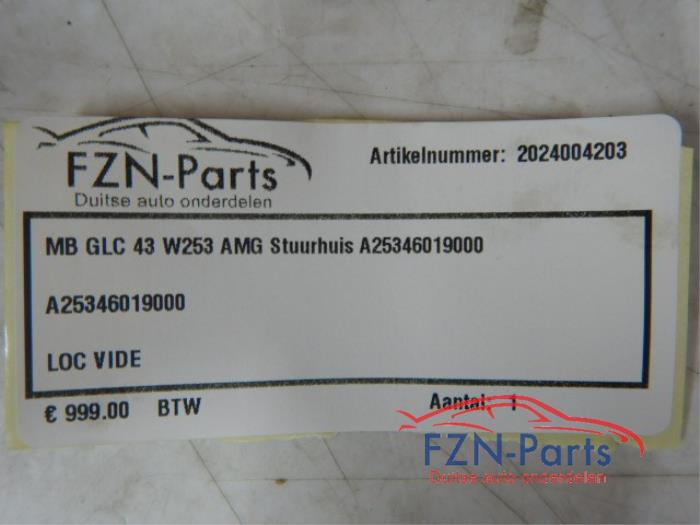 FZN-Parts
Duitse auto onderdelen
Artikelnummer: 2024004203
MB GLC 43 W253 AMG Stuurhuis A25346019000
A25346019000
LOC VIDE
€ 999.00 BTW
Aantal: 1
FZN-Parts
Duitse auto onderdelen